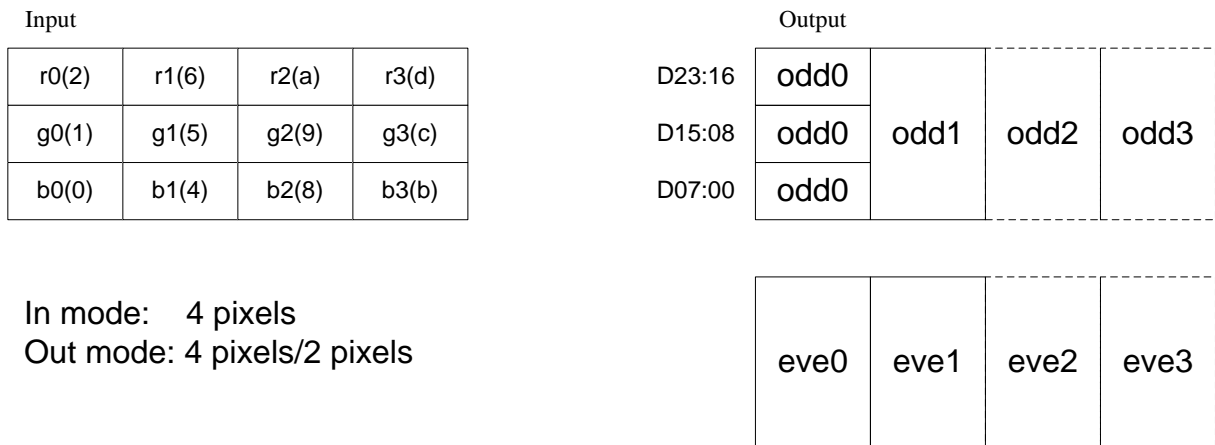 Input
r0(2) r1(6) r2(a) r3(d)
g0(1) g1(5) g2(9) g3(c)
b0(0) b1(4) b2(8) b3(b)
In mode: 4 pixels
Out mode: 4 pixels/2 pixels
Output
D23:16 odd0
D15:08 odd0 odd1 odd2 odd3
D07:00 odd0
eve0 eve1 eve2 eve3